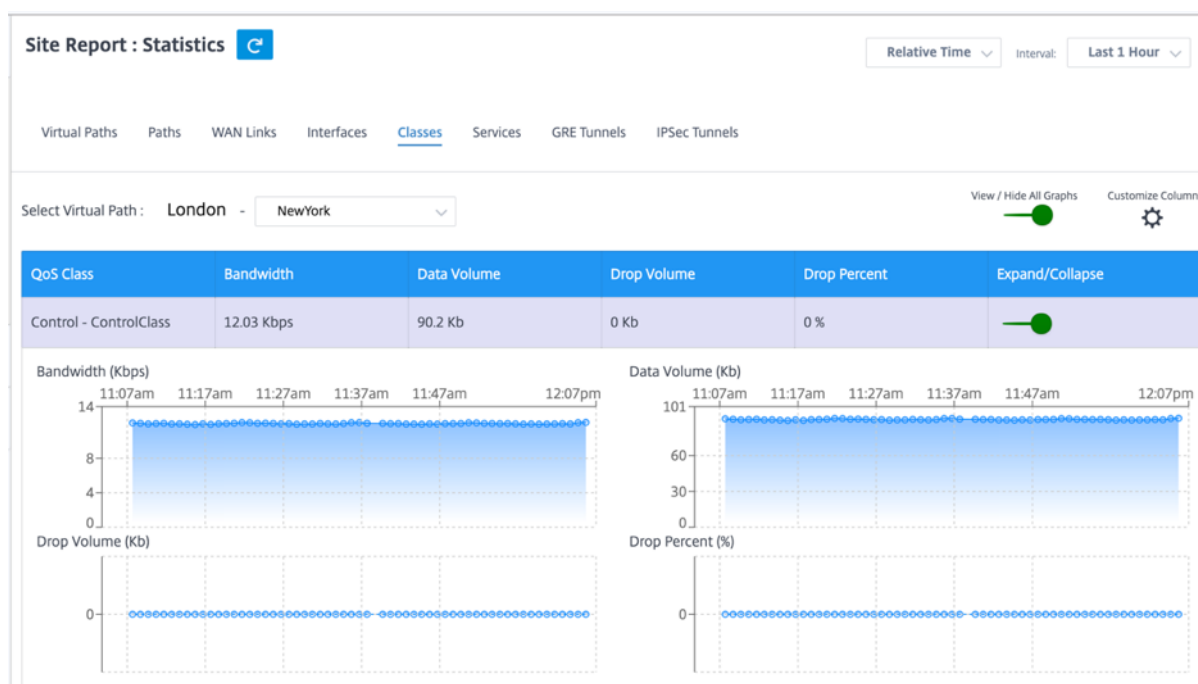 Site Report : Statistics
Relative Time
Interval:
Last 1 Hour
Virtual Paths Paths WAN Links Interfaces Classes Services GRE Tunnels IPSec Tunnels
View / Hide All Graphs
Customize Column
Select Virtual Path : London - NewYork
QoS Class Bandwidth Data Volume Drop Volume Drop Percent Expand/Collapse
Control - ControlClass 12.03 Kbps 90.2 Kb 0 Kb 0 %
Bandwidth (Kbps)
11:07am 11:17am 11:27am 11:37am 11:47am 12:07pm
14
8
4
0
Data Volume (Kb)
11:07am 11:17am 11:27am 11:37am 11:47am 12:07pm
101
60
30
0
Drop Volume (Kb)
0
Drop Percent (%)
0